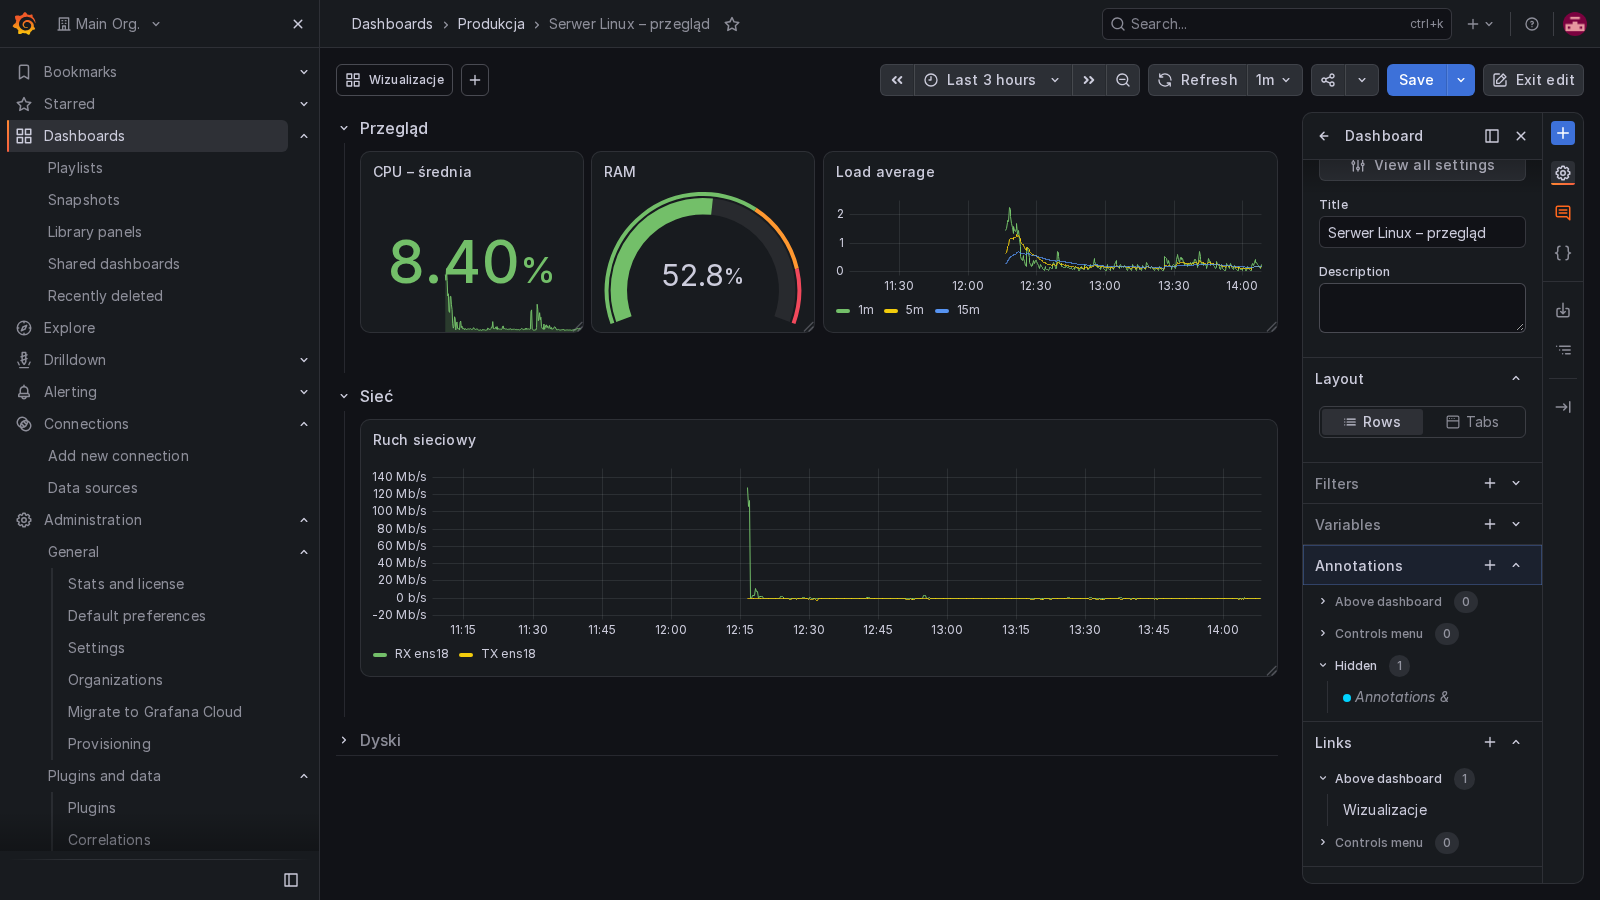 Main Org.
Dashboards
Produkcja
Serwer Linux – przegląd
Search...
ctrl+k
Bookmarks
Starred
Dashboards
Playlists
Snapshots
Library panels
Shared dashboards
Recently deleted
Explore
Drilldown
Alerting
Connections
Add new connection
Data sources
Administration
General
Stats and license
Default preferences
Settings
Organizations
Migrate to Grafana Cloud
Provisioning
Plugins and data
Plugins
Correlations
Wizualizacje
Last 3 hours
Refresh
1m
Save
Exit edit
Przegląd
CPU – średnia
8.40%
RAM
52.8%
Load average
2
1
0
11:30 12:00 12:30 13:00 13:30 14:00
1m 5m 15m
Sieć
Ruch sieciowy
140 Mb/s
120 Mb/s
100 Mb/s
80 Mb/s
60 Mb/s
40 Mb/s
20 Mb/s
0 b/s
-20 Mb/s
11:15 11:30 11:45 12:00 12:15 12:30 12:45 13:00 13:15 13:30 13:45 14:00
RX ens18 TX ens18
Dyski
Dashboard
View all settings
Title
Serwer Linux – przegląd
Description
Layout
Rows
Tabs
Filters
Variables
Annotations
Above dashboard 0
Controls menu 0
Hidden 1
Annotations &
Links
Above dashboard 1
Wizualizacje
Controls menu 0